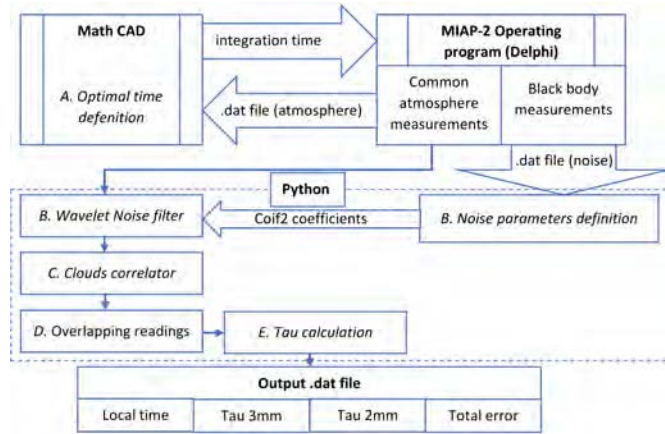 Math CAD
A. Optimal time
defenition
integration time
.dat file (atmosphere)
MIAP-2 Operating
program (Delphi)
Common
atmosphere
measurements
Black body
measurements
.dat file (noise)
Python
B. Wavelet Noise filter
Coif2 coefficients
B. Noise parameters definition
C. Clouds correlator
D. Overlapping readings
E. Tau calculation
Output .dat file
Local time
Tau 3mm
Tau 2mm
Total error